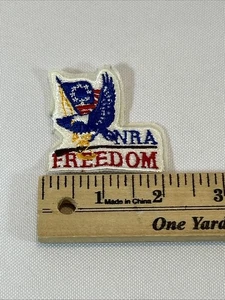 NRA
FREEDOM
1 Made in China 2 3
One Yard